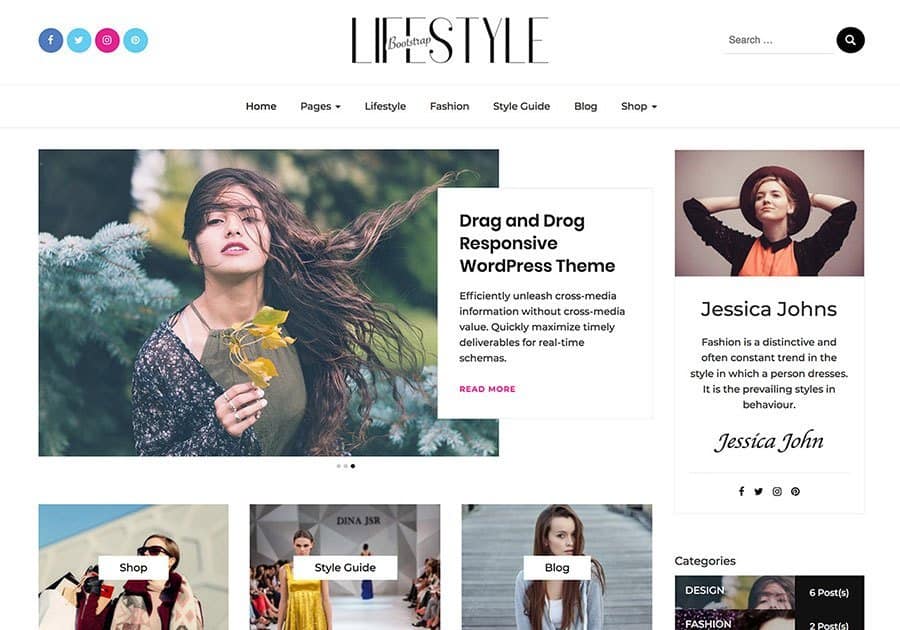 LIFESTYLE
Bootstrap
Search ...
Home Pages Lifestyle Fashion Style Guide Blog Shop
Drag and Drog
Responsive
WordPress Theme
Efficiently unleash cross-media
information without cross-media
value. Quickly maximize timely
deliverables for real-time
schemas.
READ MORE
Jessica Johns
Fashion is a distinctive and
often constant trend in the
style in which a person dresses.
It is the prevailing styles in
behaviour.
Jessica John
Shop
DINA JSR
Style Guide
Blog
Categories
DESIGN 6 Post(s)
FASHION 2 Post(s)